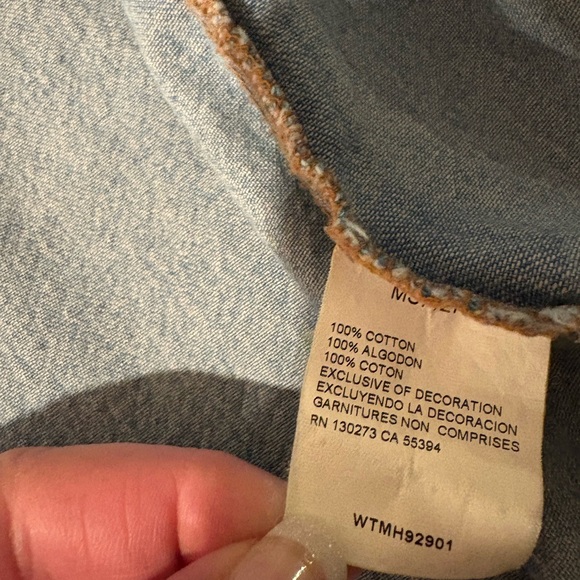 100% COTTON
100% ALGODON
100% COTON
EXCLUSIVE OF DECORATION
EXCLUYENDO LA DECORACION
GARNITURES NON COMPRISES
RN 130273 CA 55394
WTMH92901